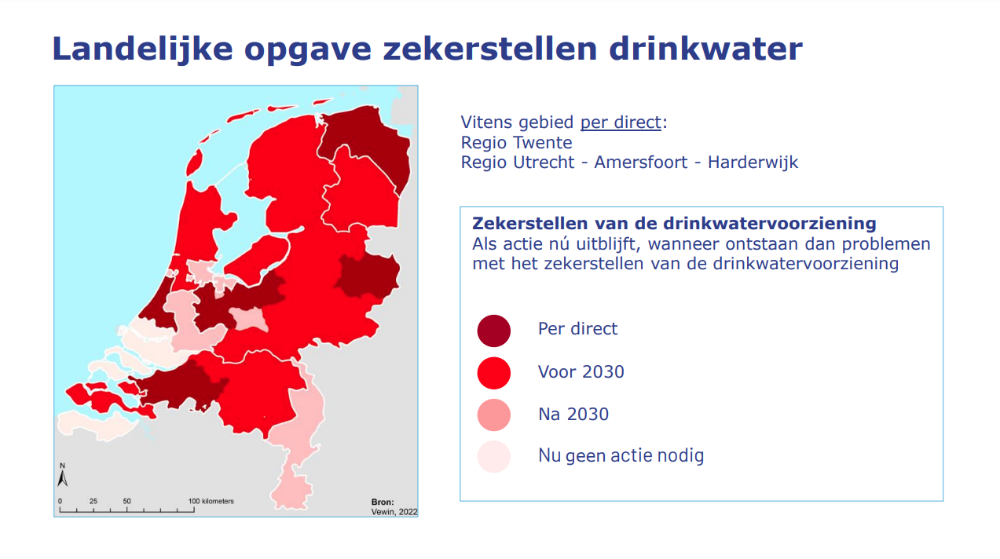 Landelijke opgave zekerstellen drinkwater
Vitens gebied per direct:
Regio Twente
Regio Utrecht - Amersfoort - Harderwijk
Zekerstellen van de drinkwatervoorziening
Als actie nú uitblijft, wanneer ontstaan dan problemen
met het zekerstellen van de drinkwatervoorziening
Per direct
Voor 2030
Na 2030
Nu geen actie nodig
N
0 25 50 100 kilometers
Bron:
Vewin, 2022